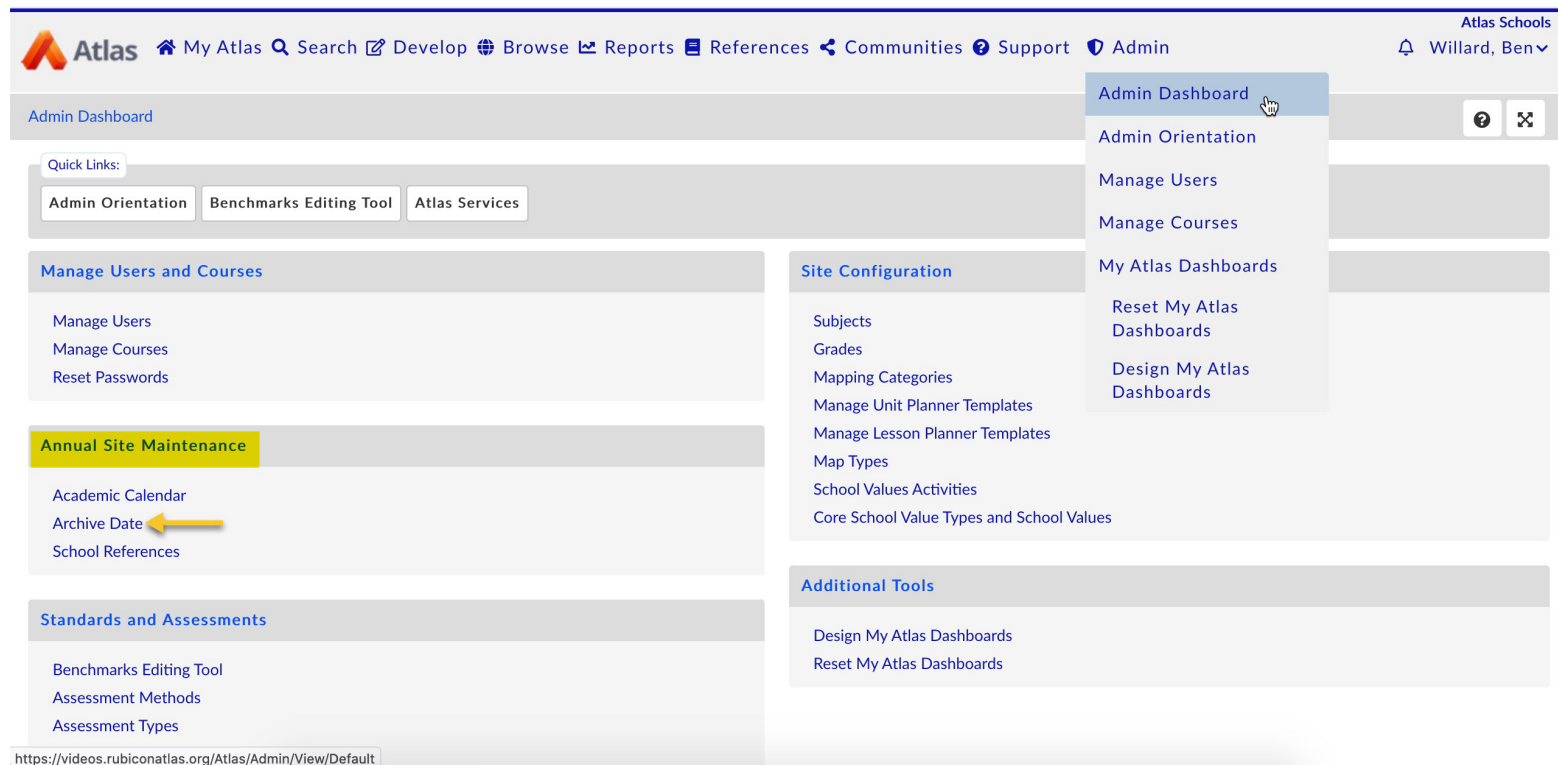 Atlas Schools
Atlas My Atlas Search Develop Browse Reports References Communities Support Admin Willard, Ben
Admin Dashboard
Admin Orientation
Manage Users
Manage Courses
My Atlas Dashboards
Reset My Atlas
Dashboards
Design My Atlas
Dashboards
Admin Dashboard
Quick Links:
Admin Orientation Benchmarks Editing Tool Atlas Services
Manage Users and Courses
Manage Users
Manage Courses
Reset Passwords
Annual Site Maintenance
Academic Calendar
Archive Date
School References
Standards and Assessments
Benchmarks Editing Tool
Assessment Methods
Assessment Types
Site Configuration
Subjects
Grades
Mapping Categories
Manage Unit Planner Templates
Manage Lesson Planner Templates
Map Types
School Values Activities
Core School Value Types and School Values
Additional Tools
Design My Atlas Dashboards
Reset My Atlas Dashboards
https://videos.rubiconatlas.org/Atlas/Admin/View/Default